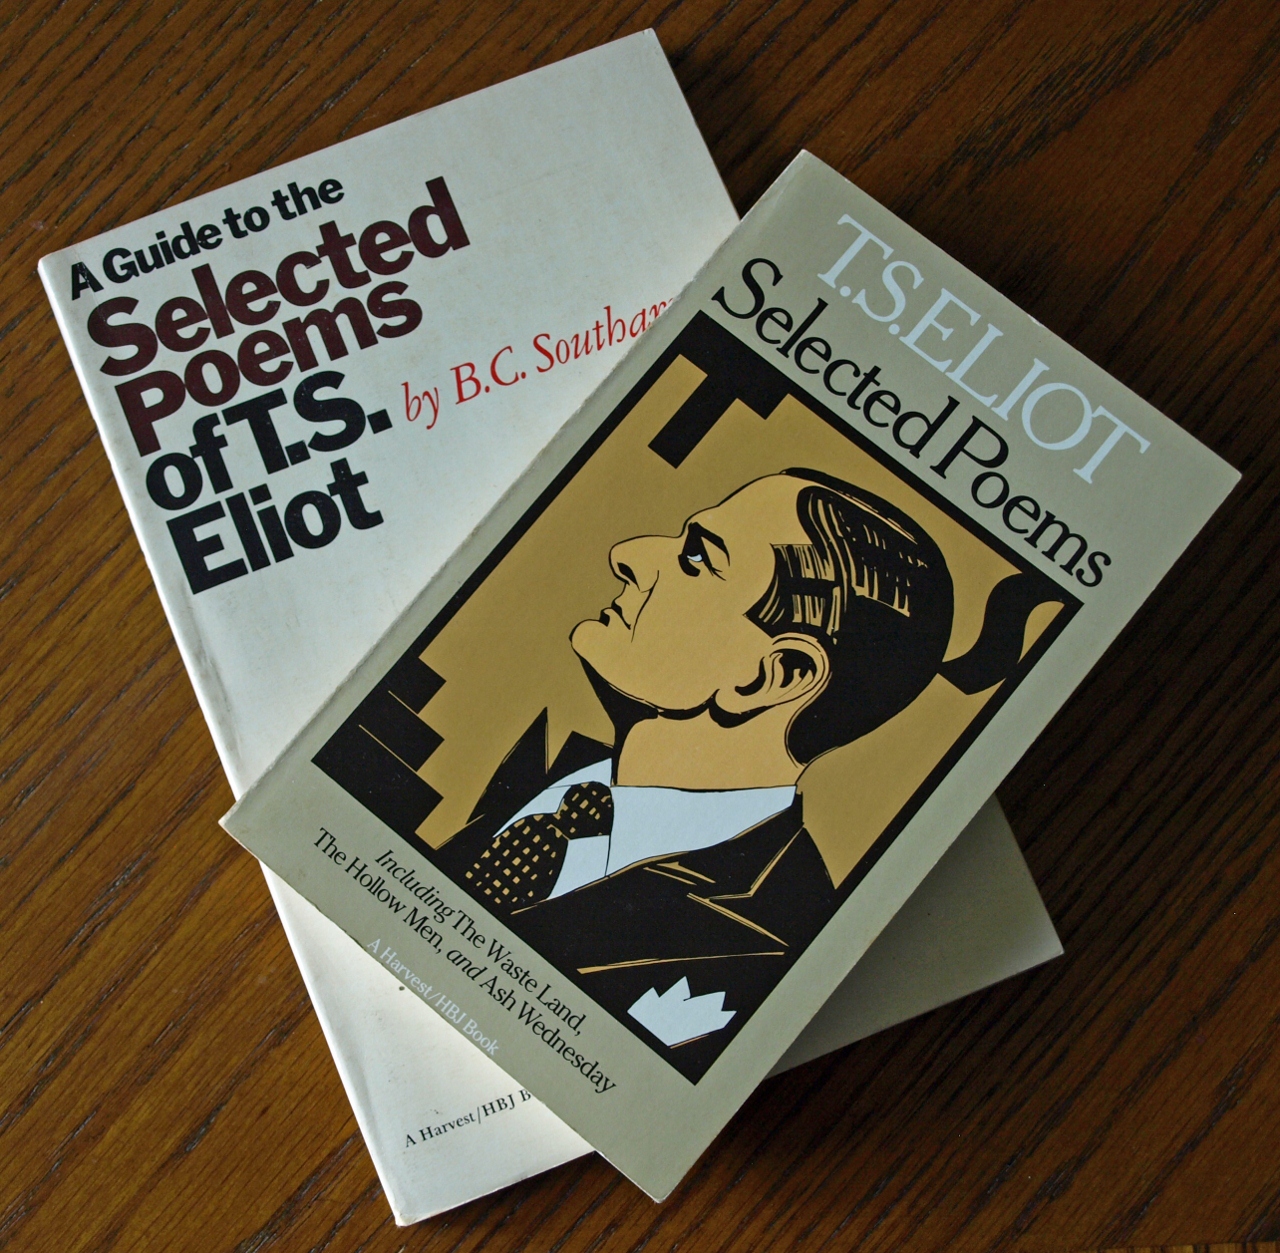 A Guide to the
Selected
Poems
of T.S.
Eliot
by B.C. Southam
A Harvest/HBJ B
T.S. ELIOT
Selected Poems
Including The Waste Land,
The Hollow Men, and Ash Wednesday
A Harvest/HBJ Book